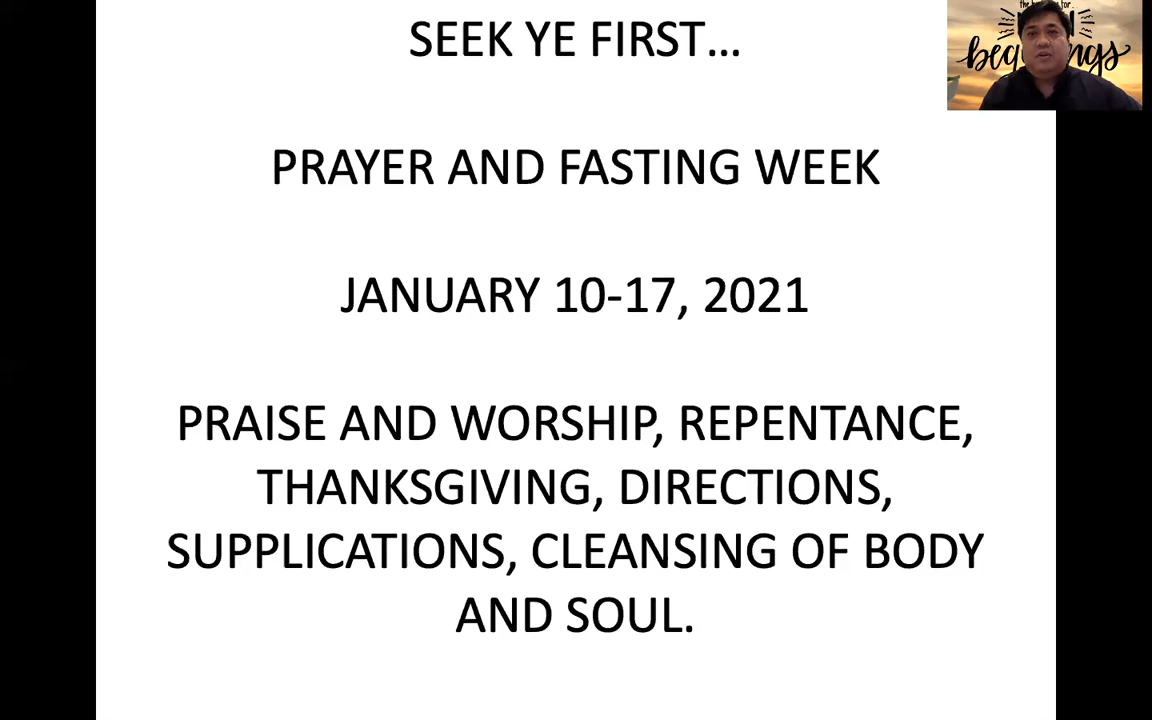 SEEK YE FIRST...
PRAYER AND FASTING WEEK
JANUARY 10-17, 2021
PRAISE AND WORSHIP, REPENTANCE,
THANKSGIVING, DIRECTIONS,
SUPPLICATIONS, CLEANSING OF BODY
AND SOUL.
for